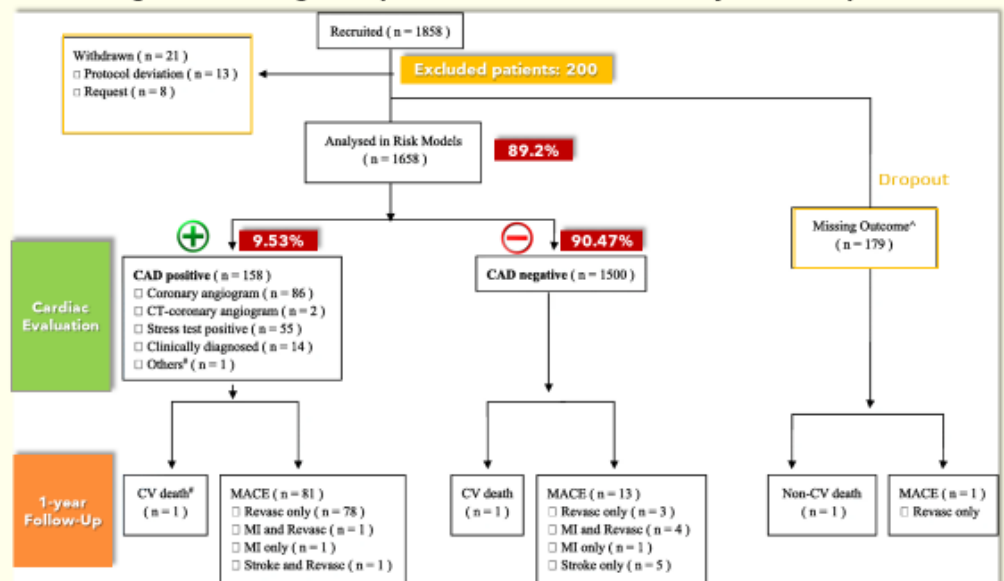 Recruited ( n = 1858 )
Withdrawn ( n = 21 )
□ Protocol deviation ( n = 13 )
□ Request ( n = 8 )
Excluded patients: 200
Analysed in Risk Models
( n = 1658 )
89.2%
Dropout
Missing Outcome^
( n = 179 )
9.53%
90.47%
Cardiac
Evaluation
CAD positive ( n = 158 )
□ Coronary angiogram ( n = 86 )
□ CT-coronary angiogram ( n = 2 )
□ Stress test positive ( n = 55 )
□ Clinically diagnosed ( n = 14 )
□ Others# ( n = 1 )
CAD negative ( n = 1500 )
1-year
Follow-Up
CV death#
( n = 1 )
MACE ( n = 81 )
□ Revasc only ( n = 78 )
□ MI and Revasc ( n = 1 )
□ MI only ( n = 1 )
□ Stroke and Revasc ( n = 1 )
CV death
( n = 1 )
MACE ( n = 13 )
□ Revasc only ( n = 3 )
□ MI and Revasc ( n = 4 )
□ MI only ( n = 1 )
□ Stroke only ( n = 5 )
Non-CV death
( n = 1 )
MACE ( n = 1 )
□ Revasc only